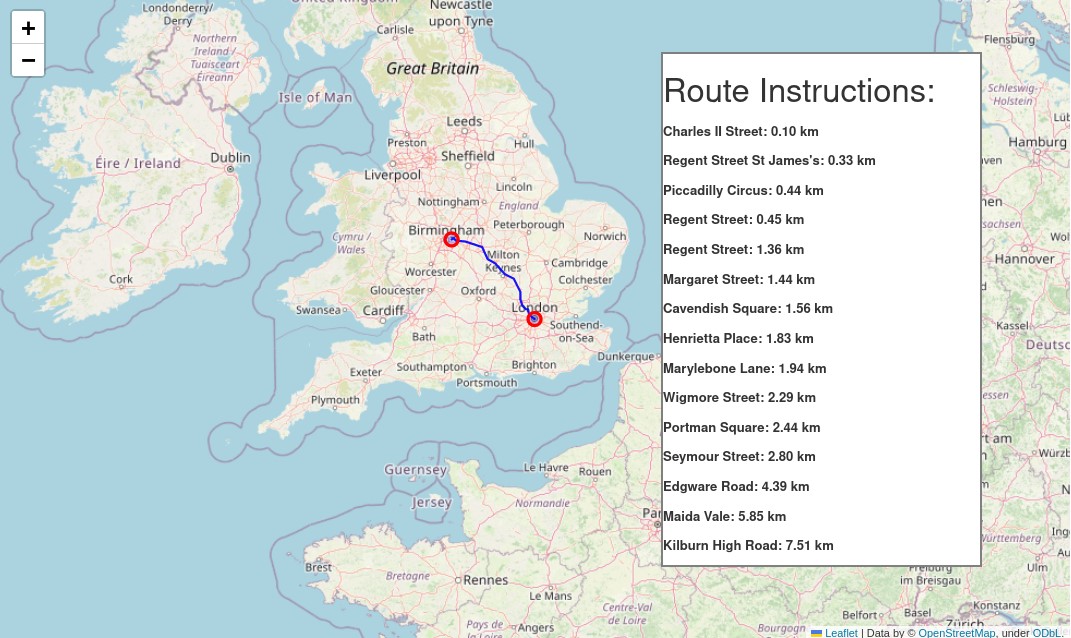 +
−
Londonderry/
Derry
United Kingdom
Newcastle
upon Tyne
Carlisle
Northern
Ireland /
Tuaisceart
Éireann
Great Britain
Isle of Man
Leeds
Preston
Hull
Sheffield
Dublin
Éire / Ireland
Liverpool
Lincoln
Nottingham
England
Birmingham
Peterborough
Norwich
Cymru /
Wales
Milton
Keynes
Cambridge
Worcester
Colchester
Cork
Gloucester
Oxford
Swansea
Cardiff
London
Southend-
on-Sea
Bath
Dunkerque
Exeter
Southampton
Brighton
Portsmouth
Plymouth
Guernsey
Le Havre
Rouen
Jersey
Normandie
Brest
Bretagne
Rennes
Le Mans
Centre-Val
de Loire
Pays de
la Loire
Angers
Route Instructions:
Charles II Street: 0.10 km
Regent Street St James's: 0.33 km
Piccadilly Circus: 0.44 km
Regent Street: 0.45 km
Regent Street: 1.36 km
Margaret Street: 1.44 km
Cavendish Square: 1.56 km
Henrietta Place: 1.83 km
Marylebone Lane: 1.94 km
Wigmore Street: 2.29 km
Portman Square: 2.44 km
Seymour Street: 2.80 km
Edgware Road: 4.39 km
Maida Vale: 5.85 km
Kilburn High Road: 7.51 km
Flensburg
Schleswig-
Holstein
Hamburg
Hannover
Kassel
Ulm
Freiburg
im Breisgau
Belfort
Basel
Konstanz
Zürich
Bourgogn
Leaflet | Data by © OpenStreetMap, under ODbL.